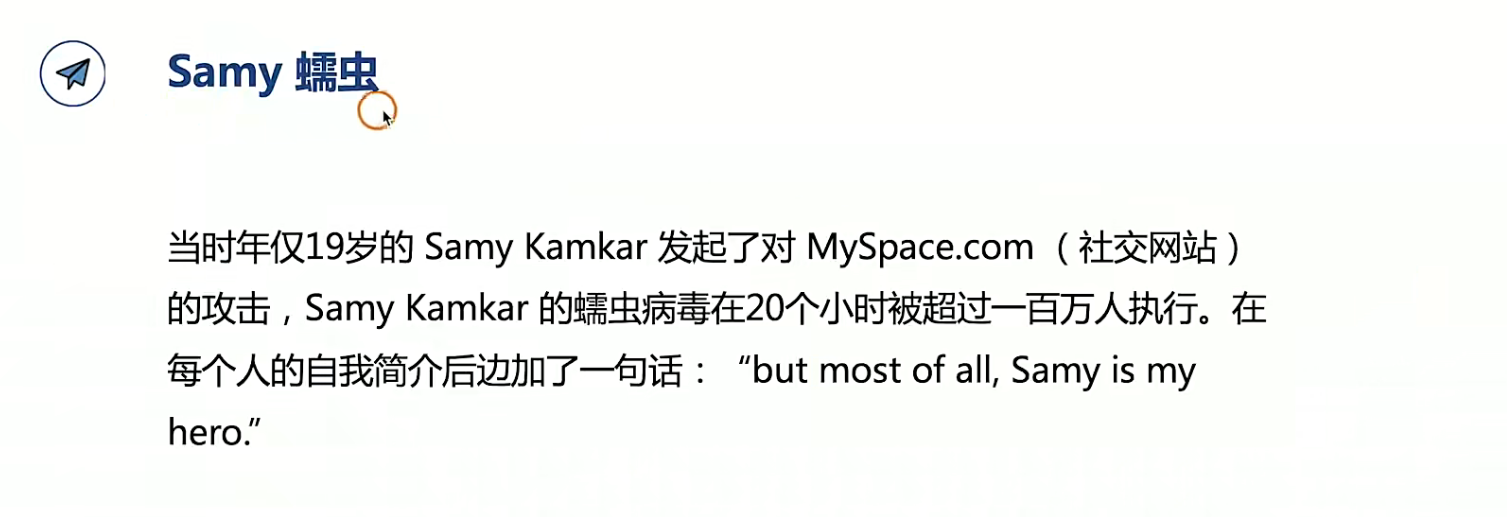 Samy 蠕虫
当时年仅19岁的 Samy Kamkar 发起了对 MySpace.com（社交网站）
的攻击，Samy Kamkar 的蠕虫病毒在20个小时被超过一百万人执行。在
每个人的自我简介后边加了一句话：“but most of all, Samy is my
hero.”